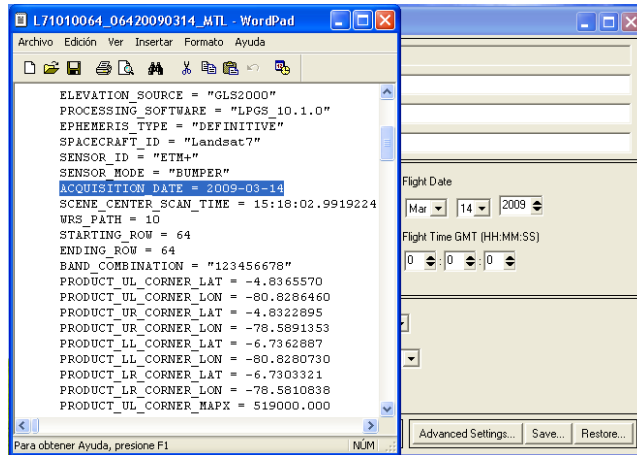 L71010064_06420090314_MTL - WordPad
Archivo Edición Ver Insertar Formato Ayuda
ELEVATION_SOURCE = "GLS2000"
PROCESSING_SOFTWARE = "LPGS_10.1.0"
EPHEMERIS_TYPE = "DEFINITIVE"
SPACECRAFT_ID = "Landsat7"
SENSOR_ID = "ETM+"
SENSOR_MODE = "BUMPER"
ACQUISITION_DATE = 2009-03-14
SCENE_CENTER_SCAN_TIME = 15:18:02.9919224
WRS_PATH = 10
STARTING_ROW = 64
ENDING_ROW = 64
BAND_COMBINATION = "123456678"
PRODUCT_UL_CORNER_LAT = -4.8365570
PRODUCT_UL_CORNER_LON = -80.8286460
PRODUCT_UR_CORNER_LAT = -4.8322895
PRODUCT_UR_CORNER_LON = -78.5891353
PRODUCT_LL_CORNER_LAT = -6.7362887
PRODUCT_LL_CORNER_LON = -80.8280730
PRODUCT_LR_CORNER_LAT = -6.7303321
PRODUCT_LR_CORNER_LON = -78.5810838
PRODUCT_UL_CORNER_MAPX = 519000.000
Para obtener Ayuda, presione F1
NÚM
Flight Date
Mar 14 2009
Flight Time GMT (HH:MM:SS)
0 : 0 : 0
Advanced Settings... Save... Restore...